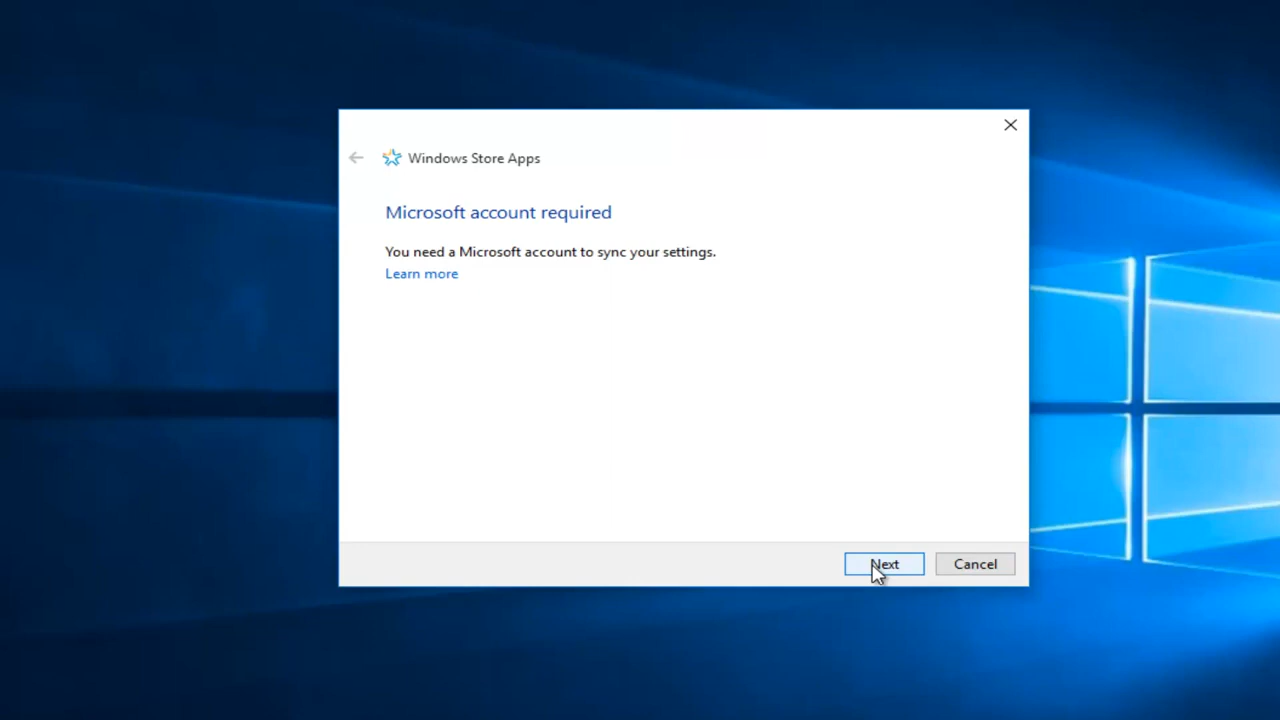 Windows Store Apps
Microsoft account required
You need a Microsoft account to sync your settings.
Learn more
Next
Cancel